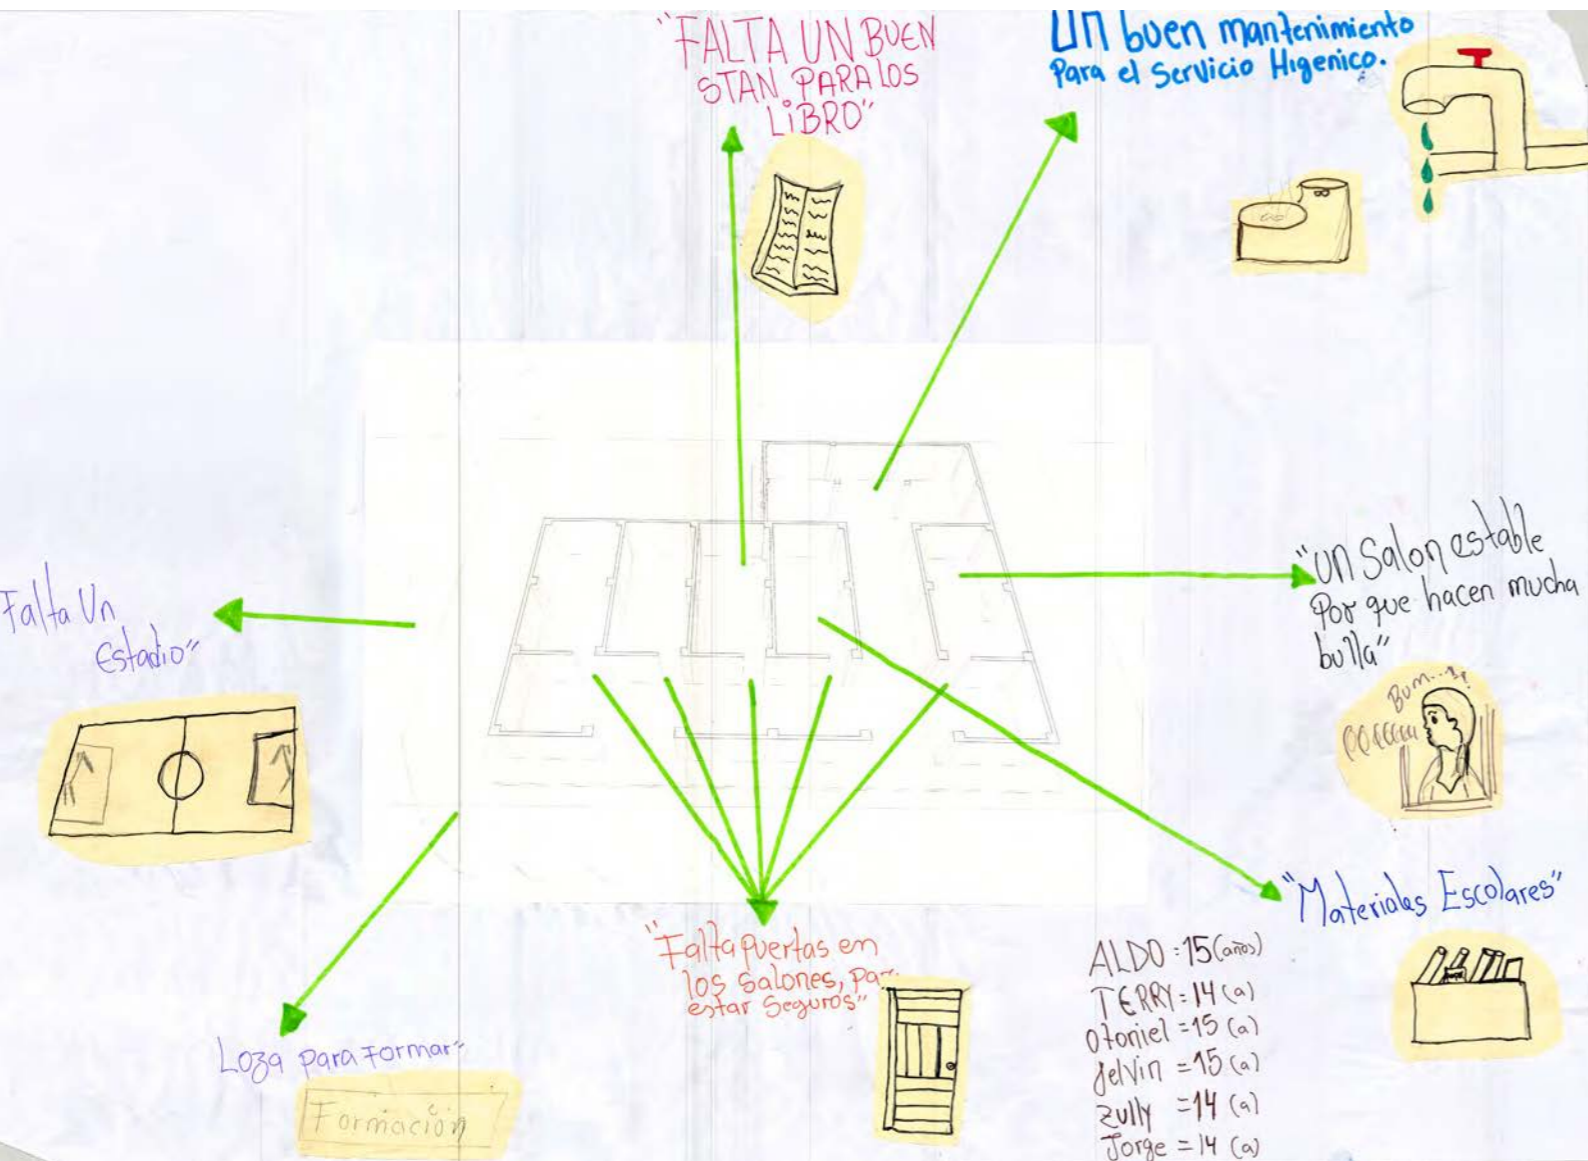 "FALTA UN BUEN
STAN PARA LOS
LIBRO"
Un buen mantenimiento
Para el Servicio Higenico.
"UN Salon estable
Por que hacen mucha
bulla"
Bum...
Falta Un
Estadio"
"Materiales Escolares"
"Falta puertas en
los salones, par
estar Seguros"
Loza para Formar"
Formación
ALDO = 15 (años)
TERRY = 14 (a)
Otoniel = 15 (a)
Jelvin = 15 (a)
Zully = 14 (a)
Jorge = 14 (a)